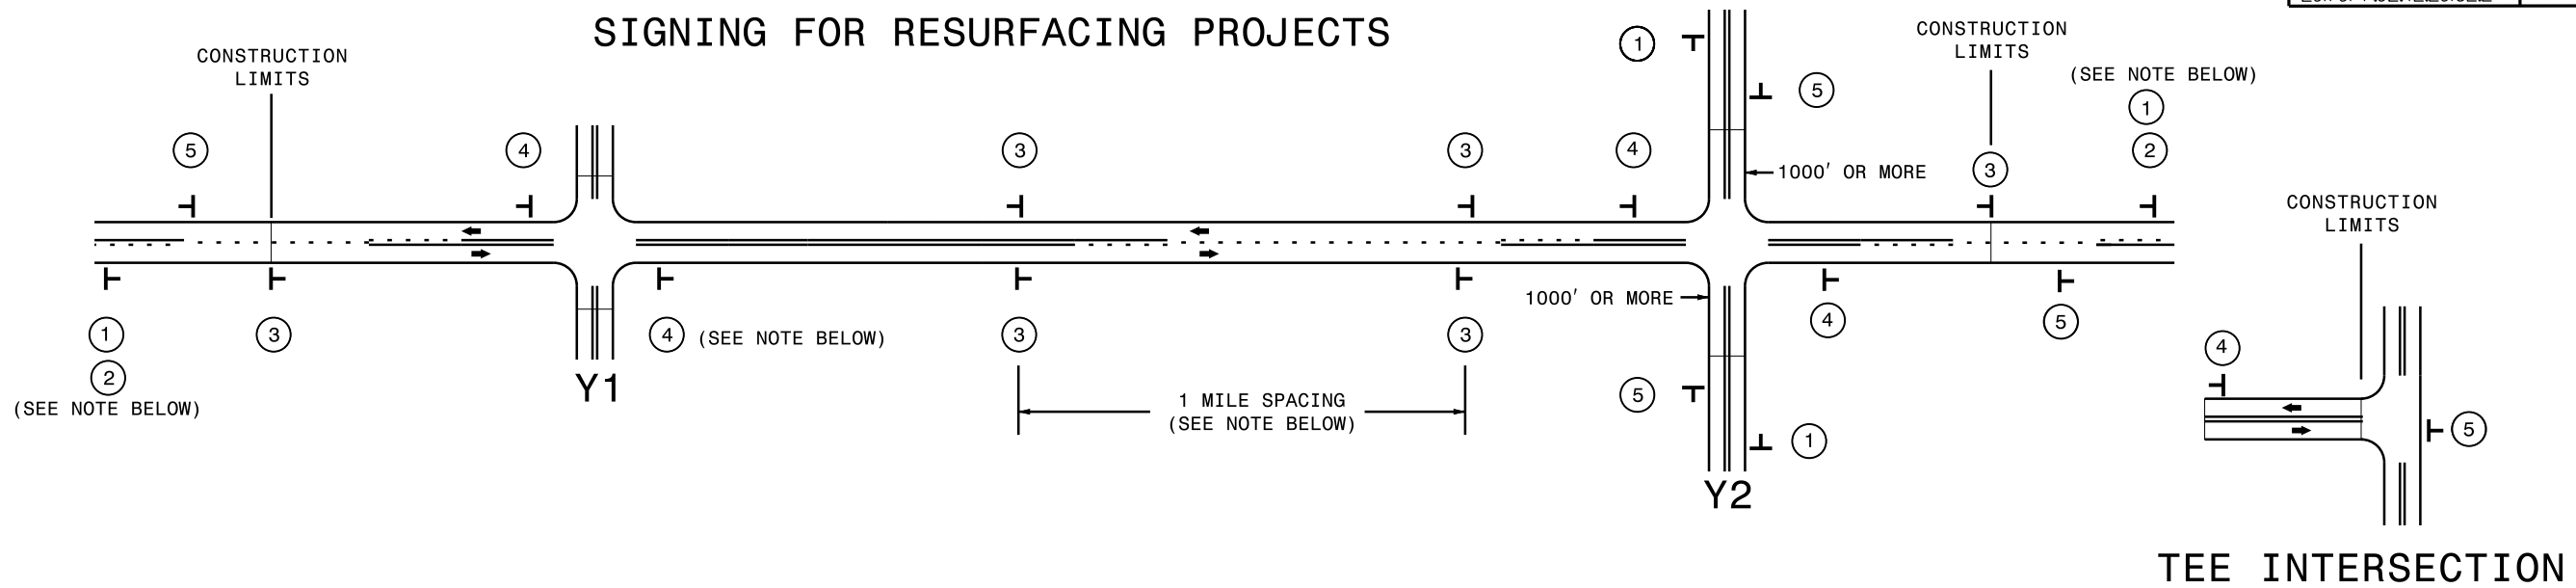 SIGNING FOR RESURFACING PROJECTS
CONSTRUCTION
LIMITS
5
4
3
3
4
1
5
1000' OR MORE
CONSTRUCTION
LIMITS
3
(SEE NOTE BELOW)
1
2
1
2
(SEE NOTE BELOW)
3
4 (SEE NOTE BELOW)
Y1
3
3
1 MILE SPACING
(SEE NOTE BELOW)
1000' OR MORE
5
1
Y2
4
5
CONSTRUCTION
LIMITS
4
5
TEE INTERSECTION